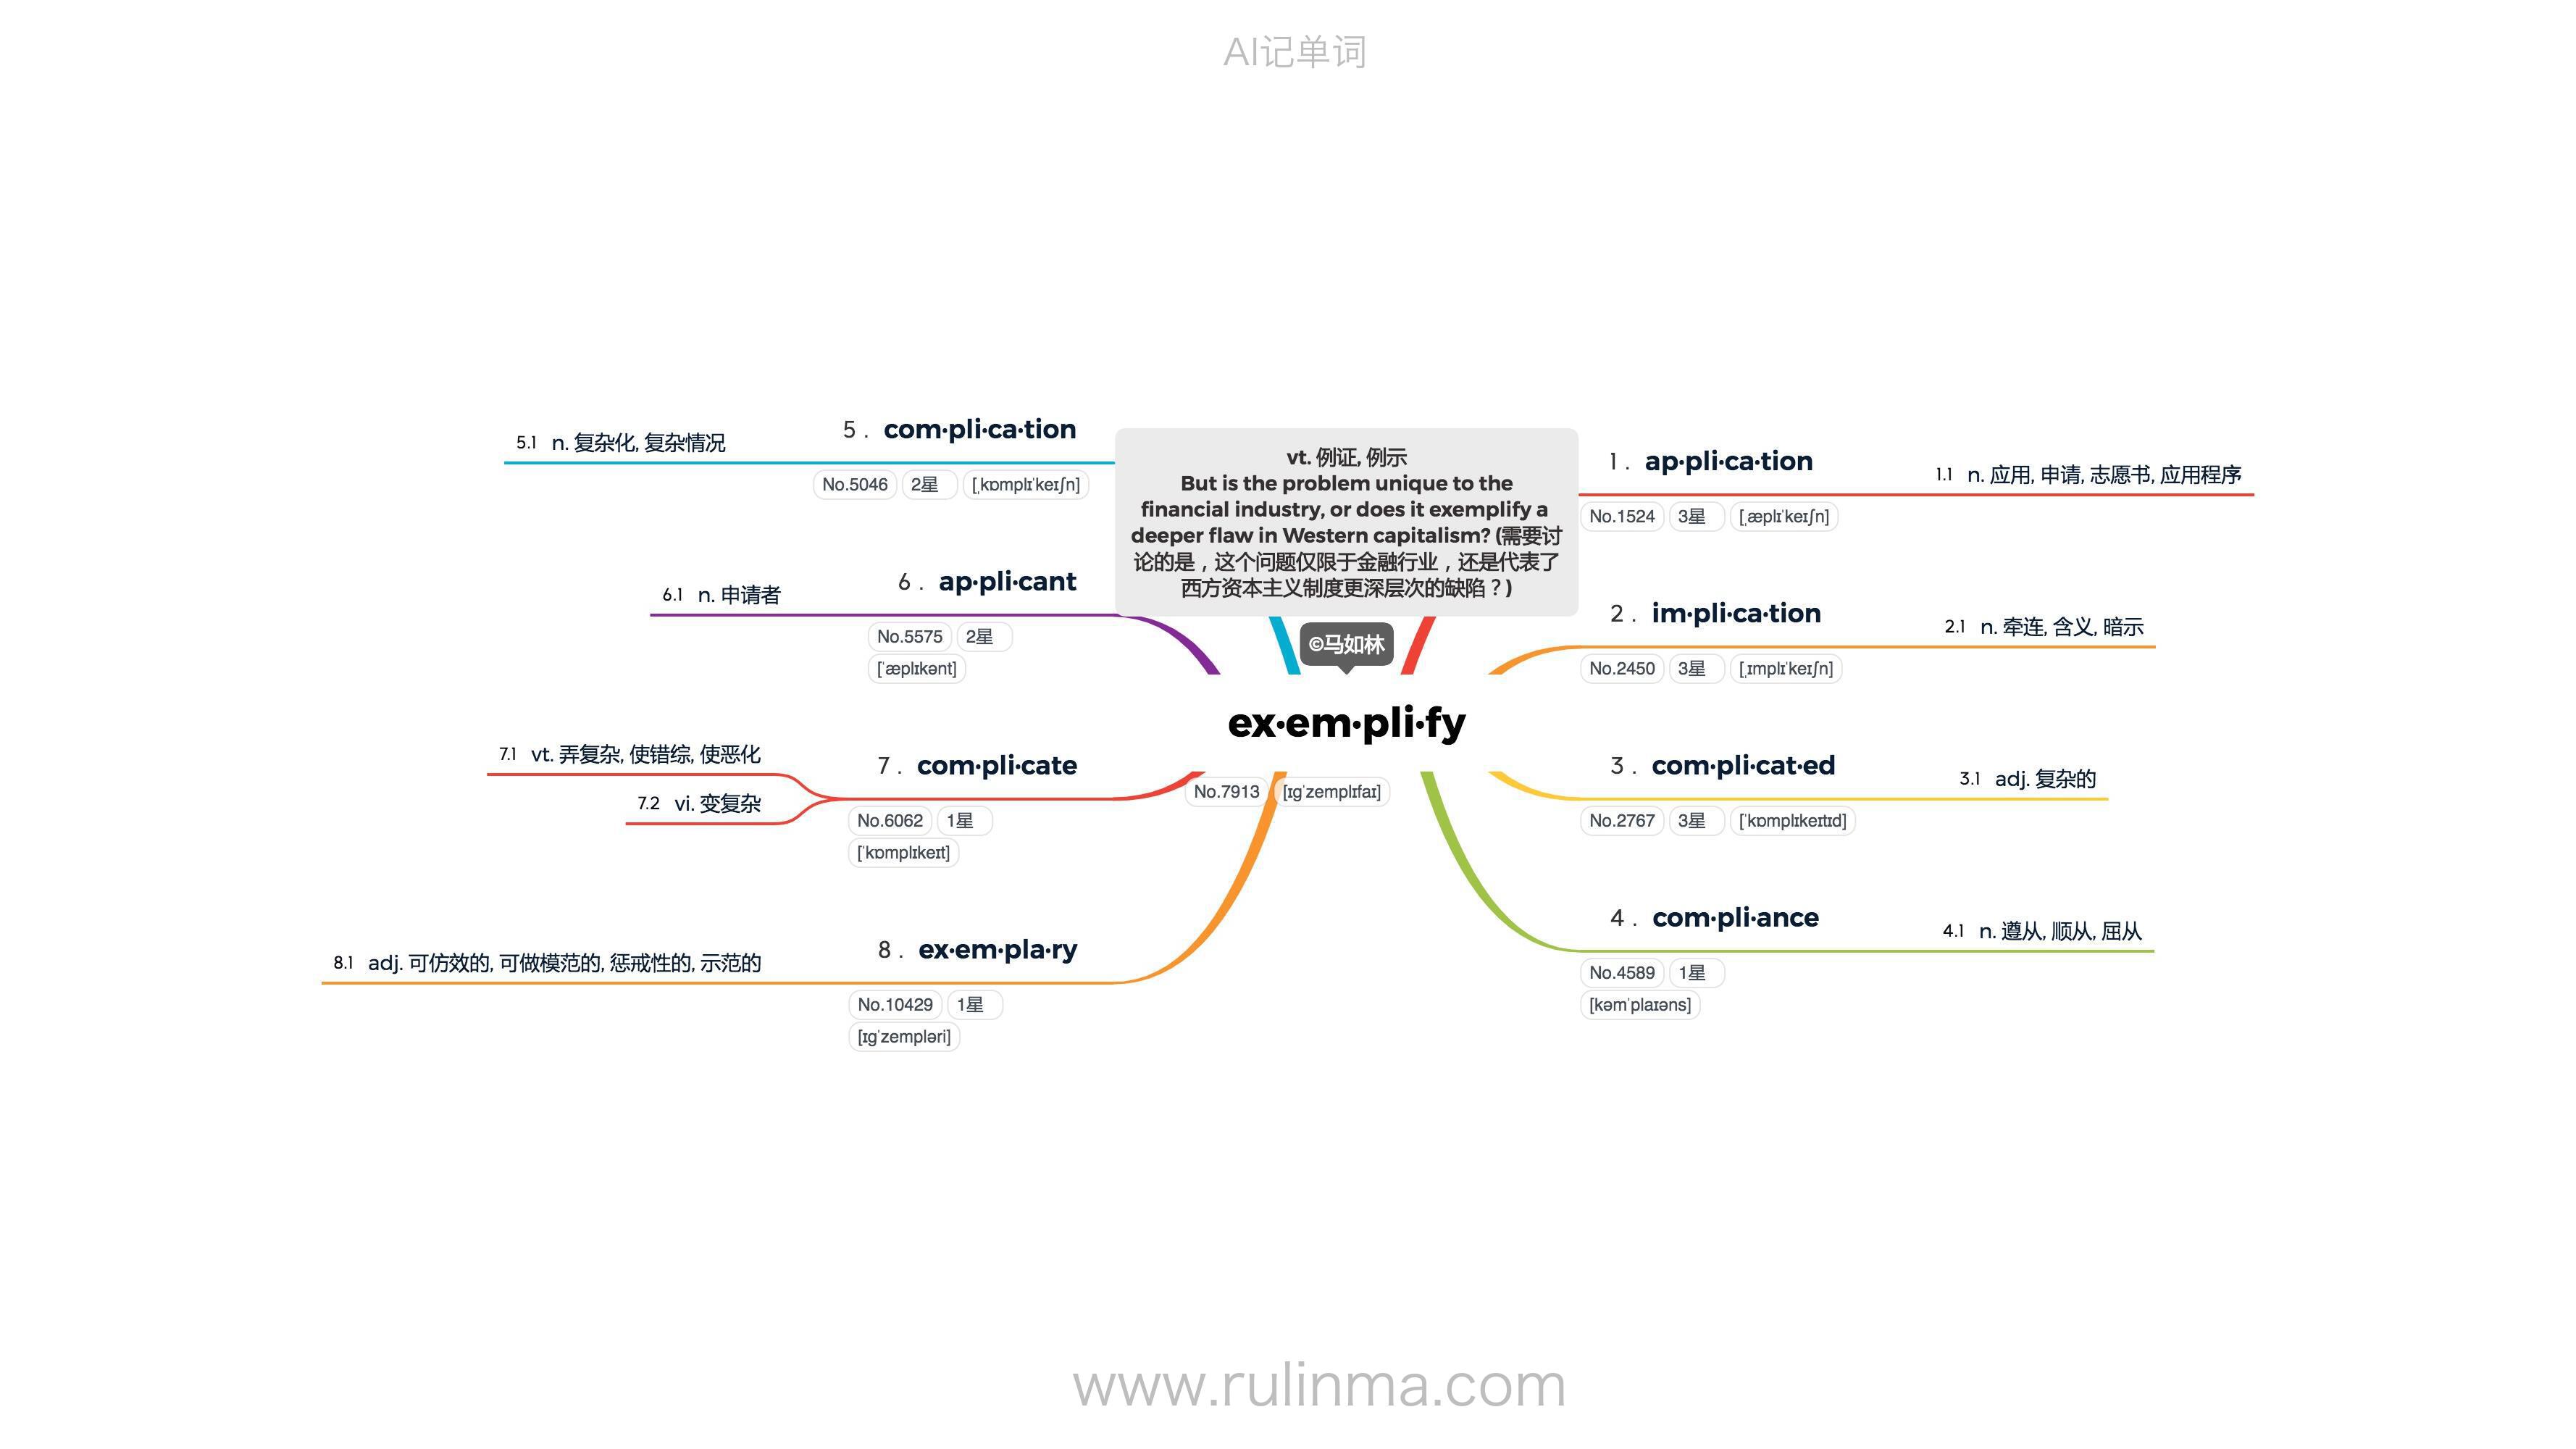 AI记单词
vt. 例证, 例示
But is the problem unique to the
financial industry, or does it exemplify a
deeper flaw in Western capitalism? (需要讨
论的是，这个问题仅限于金融行业，还是代表了
西方资本主义制度更深层次的缺陷？)
©马如林
ex·em·pli·fy
No.7913 [ɪɡˈzemplɪfaɪ]
1 . ap·pli·ca·tion
No.1524 3星 [ˌæplɪˈkeɪʃn]
1.1 n. 应用, 申请, 志愿书, 应用程序
2 . im·pli·ca·tion
No.2450 3星 [ˌɪmplɪˈkeɪʃn]
2.1 n. 牵连, 含义, 暗示
3 . com·pli·cat·ed
No.2767 3星 [ˈkɒmplɪkeɪtɪd]
3.1 adj. 复杂的
4 . com·pli·ance
No.4589 1星
[kəmˈplaɪəns]
4.1 n. 遵从, 顺从, 屈从
5 . com·pli·ca·tion
No.5046 2星 [ˌkɒmplɪˈkeɪʃn]
5.1 n. 复杂化, 复杂情况
6 . ap·pli·cant
No.5575 2星
[ˈæplɪkənt]
6.1 n. 申请者
7 . com·pli·cate
No.6062 1星
[ˈkɒmplɪkeɪt]
7.1 vt. 弄复杂, 使错综, 使恶化
7.2 vi. 变复杂
8 . ex·em·pla·ry
No.10429 1星
[ɪɡˈzempləri]
8.1 adj. 可仿效的, 可做模范的, 惩戒性的, 示范的
www.rulinma.com